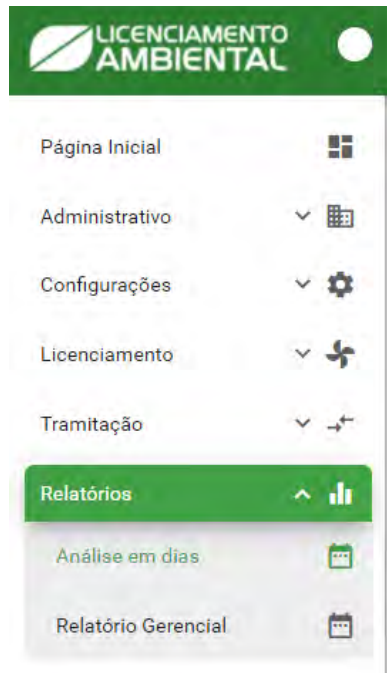 LICENCIAMENTO
AMBIENTAL
Página Inicial
Administrativo
Configurações
Licenciamento
Tramitação
Relatórios
Análise em dias
Relatório Gerencial